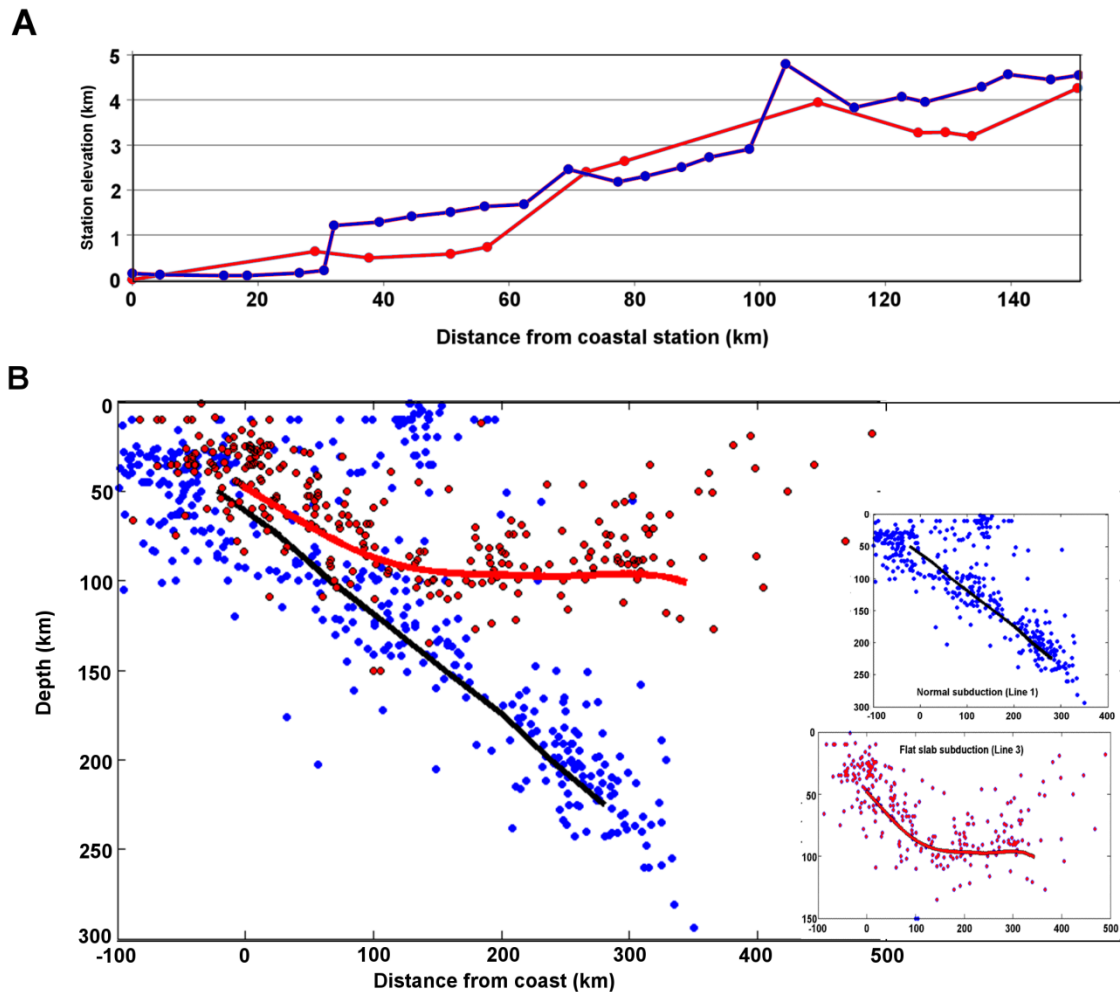 A
5
4
3
2
1
0
Station elevation (km)
0 20 40 60 80 100 120 140
Distance from coastal station (km)
B
0
50
100
150
200
250
300
Depth (km)
-100 0 100 200 300 400 500
Distance from coast (km)
0
50
100
150
200
250
300
Normal subduction (Line 1)
-100 0 100 200 300 400
0
Flat slab subduction (Line 3)
50
100
150
-100 0 100 200 300 400 500